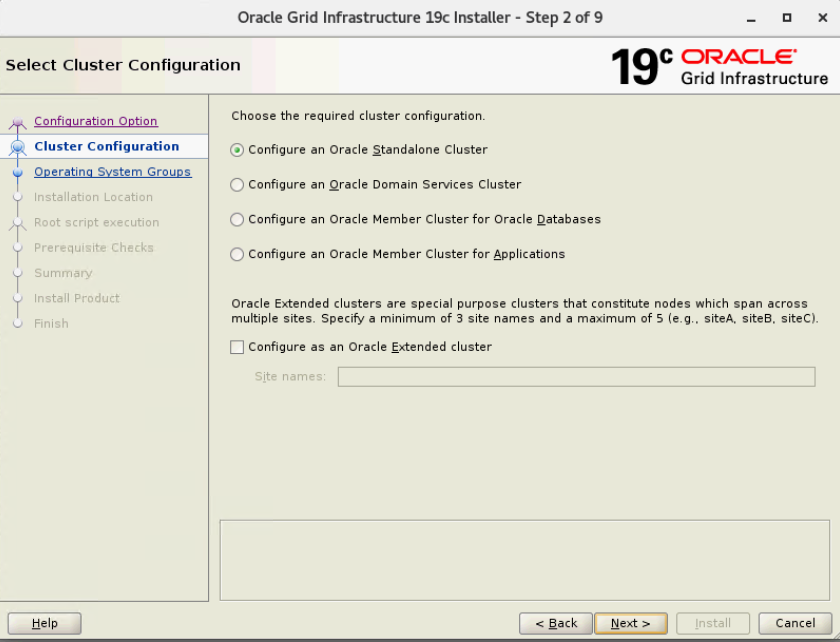 Oracle Grid Infrastructure 19c Installer - Step 2 of 9
Select Cluster Configuration
19c ORACLE
Grid Infrastructure
Configuration Option
Cluster Configuration
Operating System Groups
Installation Location
Root script execution
Prerequisite Checks
Summary
Install Product
Finish
Choose the required cluster configuration.
Configure an Oracle Standalone Cluster
Configure an Oracle Domain Services Cluster
Configure an Oracle Member Cluster for Oracle Databases
Configure an Oracle Member Cluster for Applications
Oracle Extended clusters are special purpose clusters that constitute nodes which span across
multiple sites. Specify a minimum of 3 site names and a maximum of 5 (e.g., siteA, siteB, siteC).
Configure as an Oracle Extended cluster
Site names:
Help
< Back
Next >
Install
Cancel